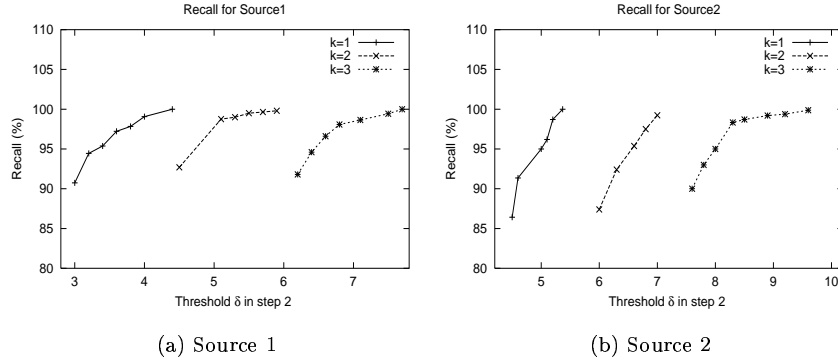 Recall for Source1
110
105
100
95
90
85
80
Recall (%)
3 4 5 6 7
Threshold δ in step 2
k=1
k=2
k=3
(a) Source 1
Recall for Source2
110
105
100
95
90
85
80
Recall (%)
5 6 7 8 9 10
Threshold δ in step 2
k=1
k=2
k=3
(b) Source 2